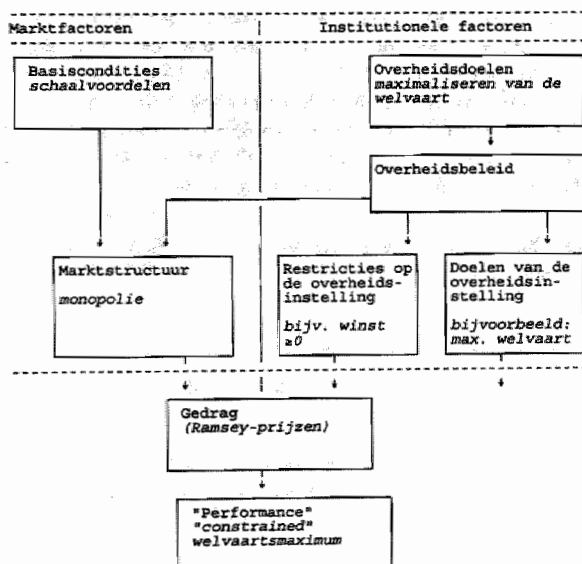 Marktfactoren
Institutionele factoren
Basiscondities
schaalvoordelen
Overheidsdoelen
maximaliseren van de
welvaart
Overheidsbeleid
Marktstructuur
monopolie
Restricties op
de overheids-
instelling
bijv. winst
≥0
Doelen van de
overheidsin-
stelling
bijvoorbeeld:
max. welvaart
Gedrag
(Ramsey-prijzen)
"Performance"
"constrained"
welvaartsmaximum